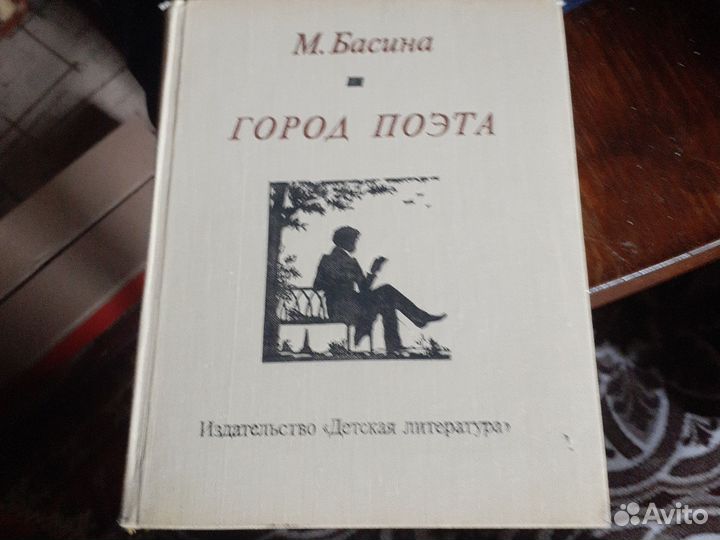 М. Басина
ГОРОД ПОЭТА
Издательство «Детская литература»
Avito